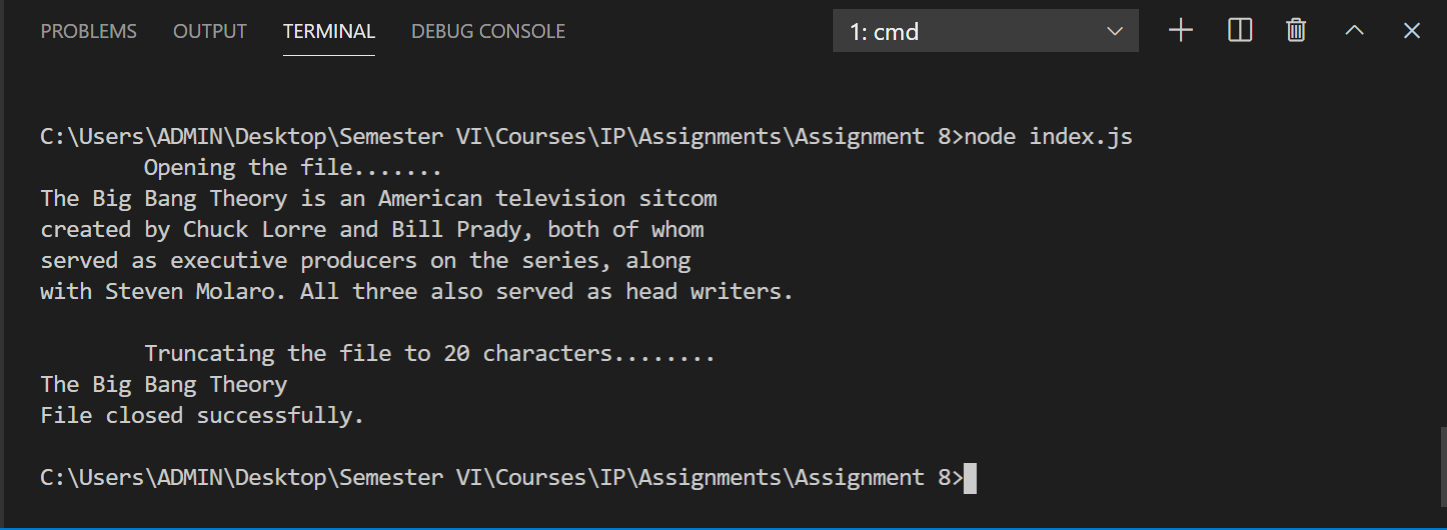 PROBLEMS OUTPUT TERMINAL DEBUG CONSOLE 1: cmd
C:\Users\ADMIN\Desktop\Semester VI\Courses\IP\Assignments\Assignment 8>node index.js
Opening the file.......
The Big Bang Theory is an American television sitcom
created by Chuck Lorre and Bill Prady, both of whom
served as executive producers on the series, along
with Steven Molaro. All three also served as head writers.
Truncating the file to 20 characters........
The Big Bang Theory
File closed successfully.
C:\Users\ADMIN\Desktop\Semester VI\Courses\IP\Assignments\Assignment 8>